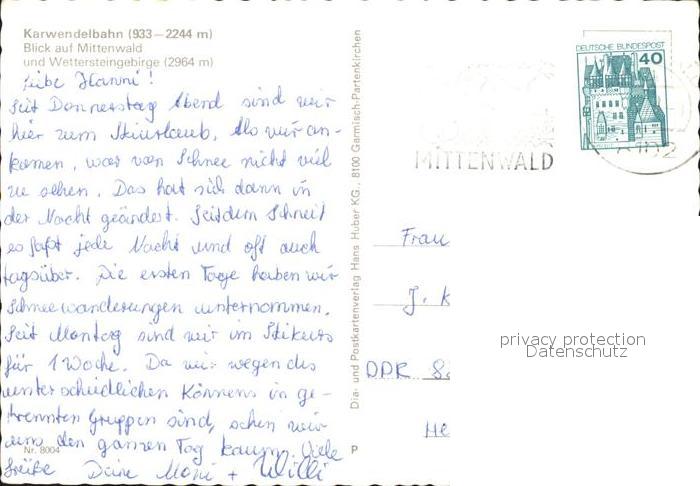 Karwendelbahn (933–2244 m)
Blick auf Mittenwald
und Wettersteingebirge (2964 m)
Liebe Hanni!
Seit Donnerstag Abend sind wir
hier zum Skiurlaub. Als wir an-
kamen, war von Schnee nicht viel
zu sehen. Das hat sich dann in
der Nacht geändert. Seitdem schneit
es fast jede Nacht und oft auch
tagsüber. Die ersten Tage haben wir
Schneewanderungen unternommen.
Seit Montag sind wir im Skikurs
für 1 Woche. Da wir wegen des
unterschiedlichen Könnens in ge-
trennten Gruppen sind, sehen wir
uns den ganzen Tag kaum. Viele
Grüße Deine Moni + Willi
Nr. 8004
P
Dia- und Postkartenverlag Hans Huber KG., 8100 Garmisch-Partenkirchen
DEUTSCHE BUNDESPOST
40
MITTENWALD
8102
Frau
J. K
DDR 8
privacy protection
Datenschutz